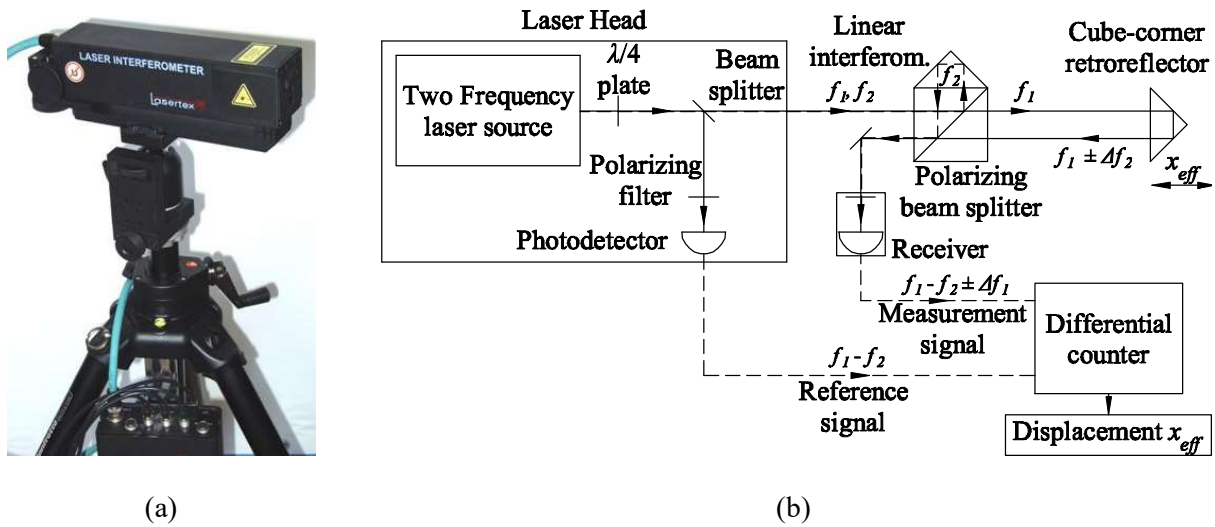 LASER INTERFEROMETER
Lasertex
(a)
Laser Head
Two Frequency
laser source
λ/4
plate
Beam
splitter
Polarizing
filter
Photodetector
Linear
interferom.
f₁, f₂
f₂
f₁
Cube-corner
retroreflector
f₁ ± Δf₂
x_eff
Polarizing
beam splitter
Receiver
f₁ - f₂ ± Δf₁
Measurement
signal
f₁ - f₂
Reference
signal
Differential
counter
Displacement x_eff
(b)